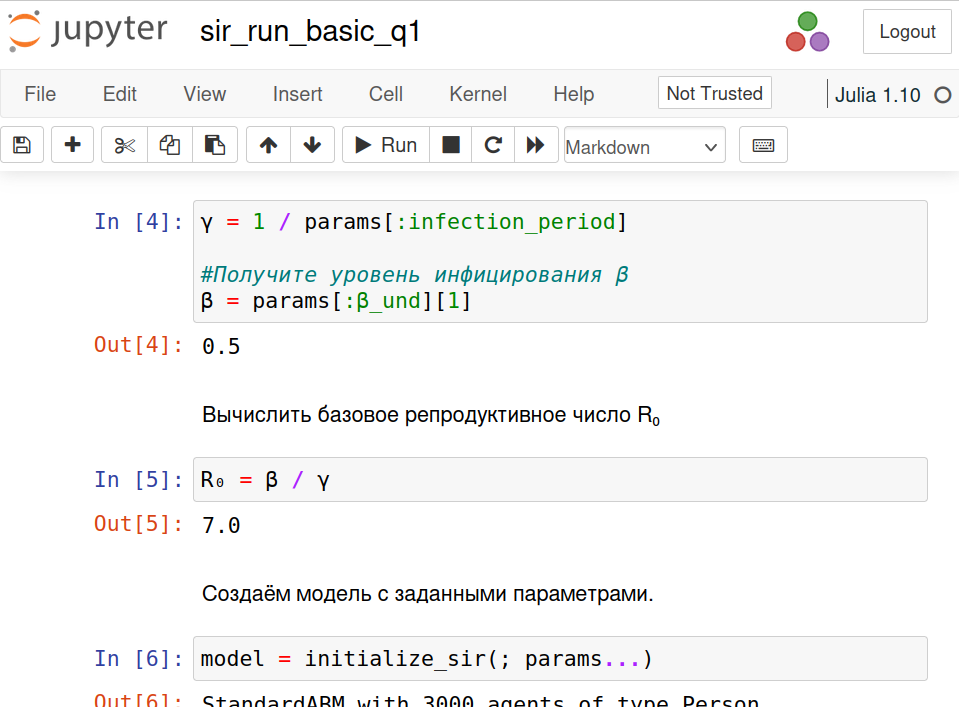 jupyter sir_run_basic_q1 Logout
File Edit View Insert Cell Kernel Help Not Trusted Julia 1.10
Run Markdown
In [4]: γ = 1 / params[:infection_period]
#Получите уровень инфицирования β
β = params[:β_und][1]
Out[4]: 0.5
Вычислить базовое репродуктивное число R₀
In [5]: R₀ = β / γ
Out[5]: 7.0
Создаём модель с заданными параметрами.
In [6]: model = initialize_sir(; params...)
Out[6]: StandardABM with 3000 agents of type Person